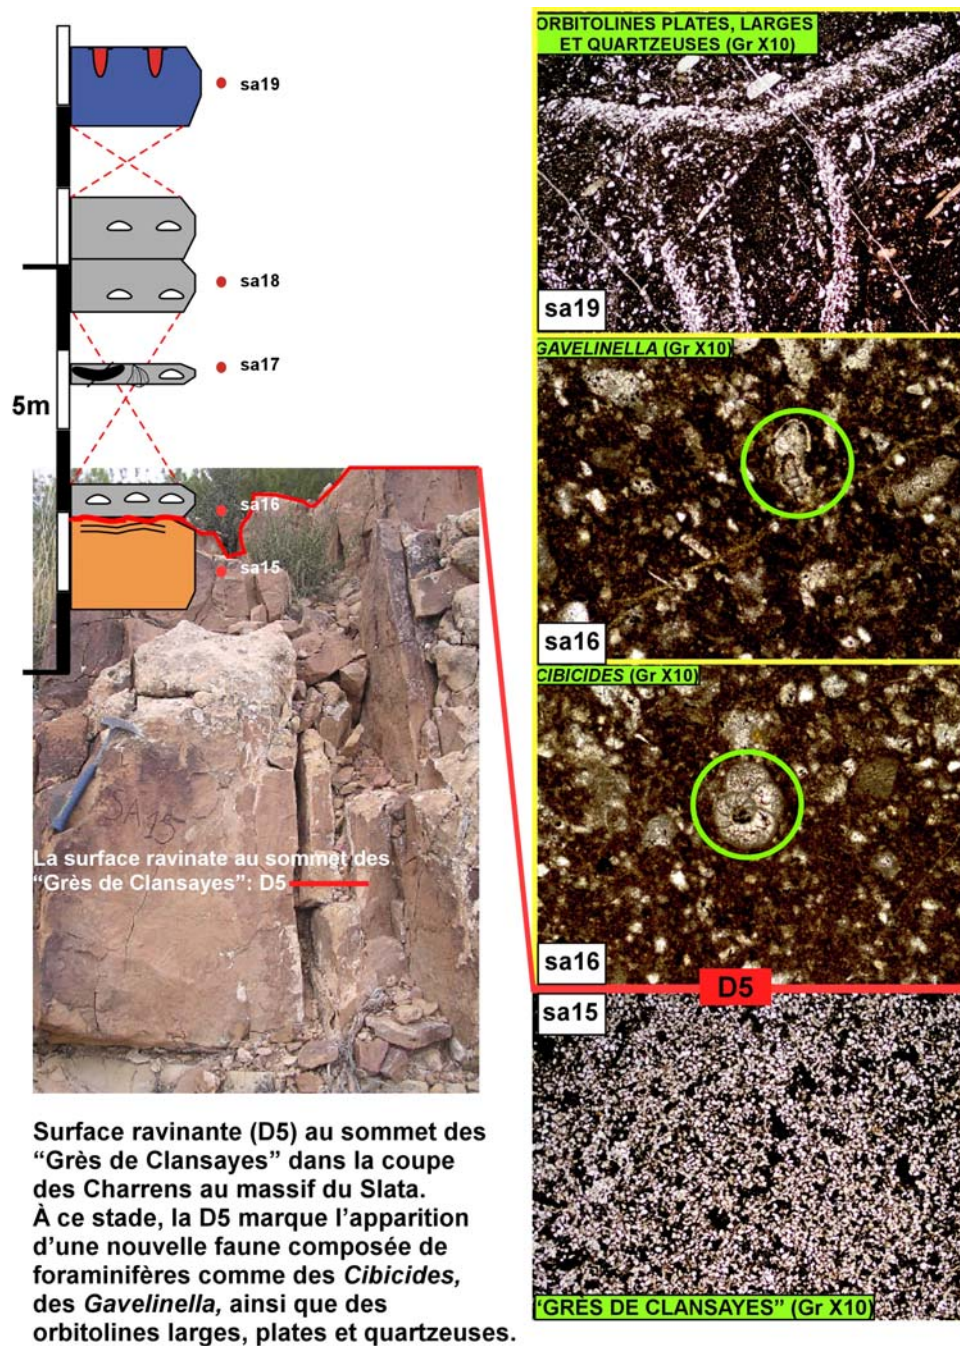 sa19
sa18
sa17
5m
sa16
sa15
SA 15
La surface ravinate au sommet des
“Grès de Clansayes”: D5
Surface ravinante (D5) au sommet des
“Grès de Clansayes” dans la coupe
des Charrens au massif du Slata.
À ce stade, la D5 marque l’apparition
d’une nouvelle faune composée de
foraminifères comme des Cibicides,
des Gavelinella, ainsi que des
orbitolines larges, plates et quartzeuses.
ORBITOLINES PLATES, LARGES
ET QUARTZEUSES (Gr X10)
sa19
GAVELINELLA (Gr X10)
sa16
CIBICIDES (Gr X10)
sa16
D5
sa15
“GRÈS DE CLANSAYES” (Gr X10)